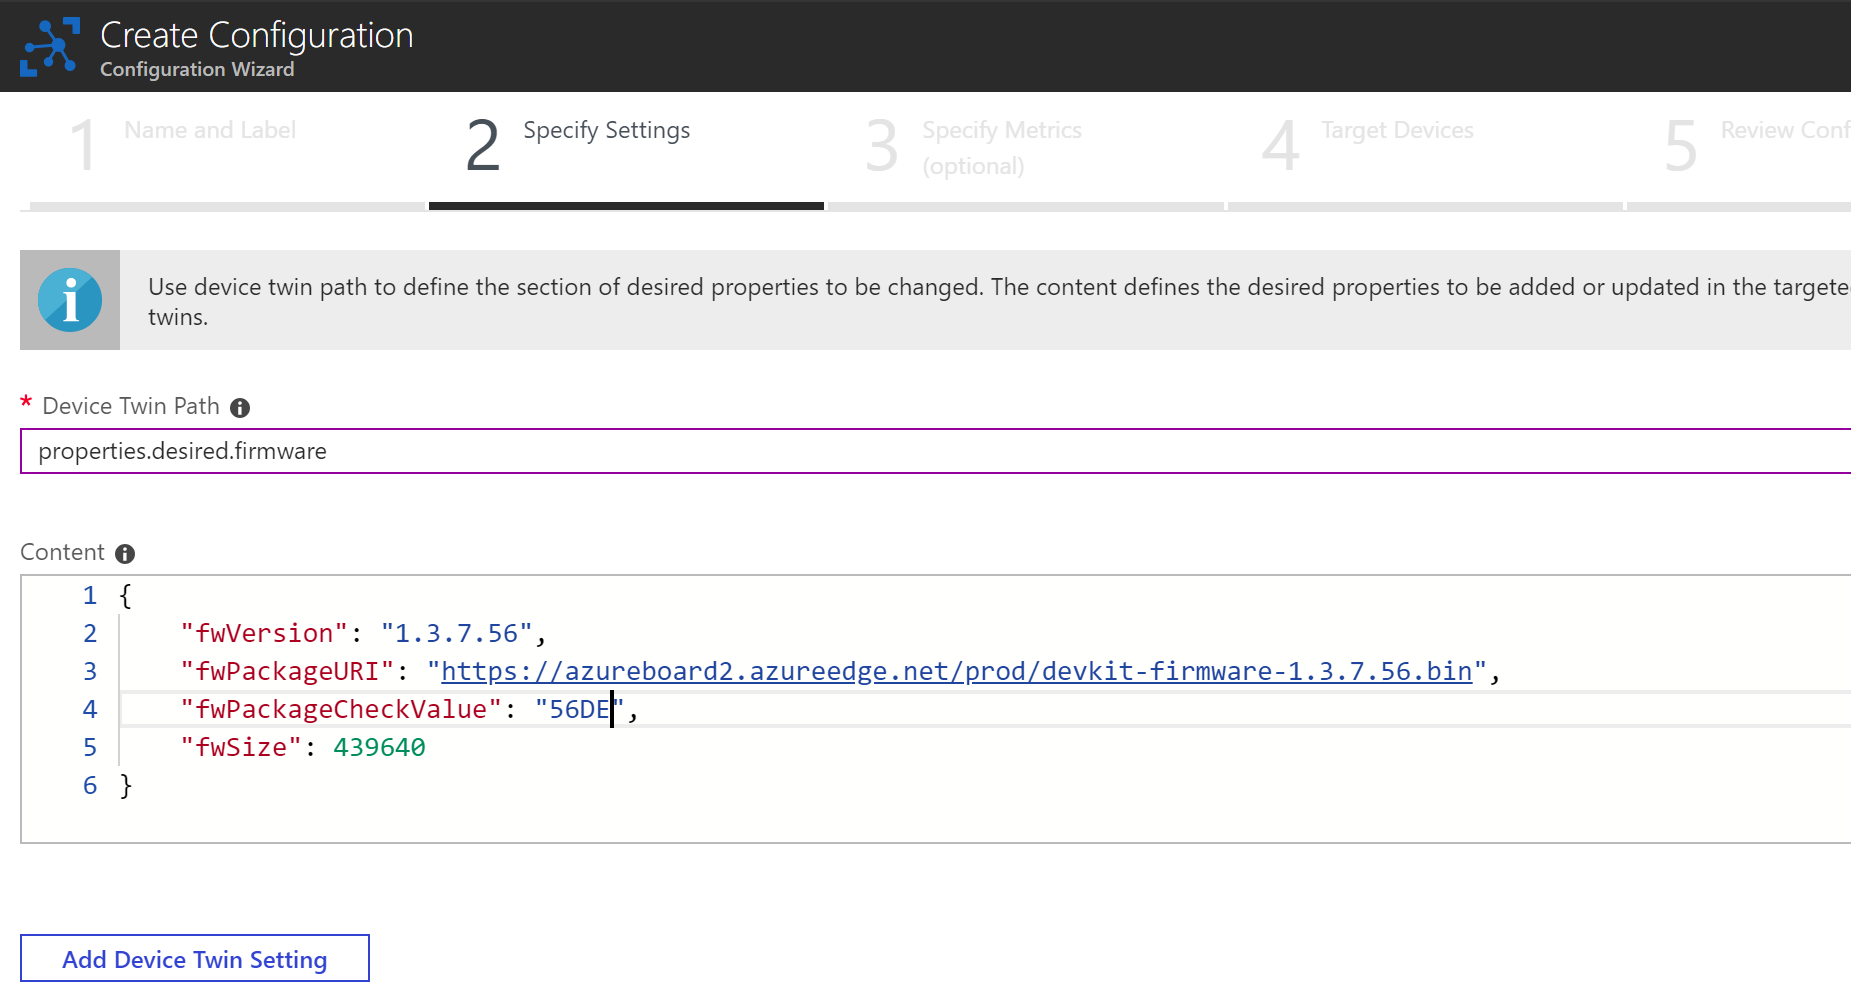 Create Configuration
Configuration Wizard
1 Name and Label
2 Specify Settings
3 Specify Metrics
(optional)
4 Target Devices
5 Review Conf
Use device twin path to define the section of desired properties to be changed. The content defines the desired properties to be added or updated in the targete
twins.
* Device Twin Path
properties.desired.firmware
Content
1 {
2 "fwVersion": "1.3.7.56",
3 "fwPackageURI": "https://azureboard2.azureedge.net/prod/devkit-firmware-1.3.7.56.bin",
4 "fwPackageCheckValue": "56DE",
5 "fwSize": 439640
6 }
Add Device Twin Setting